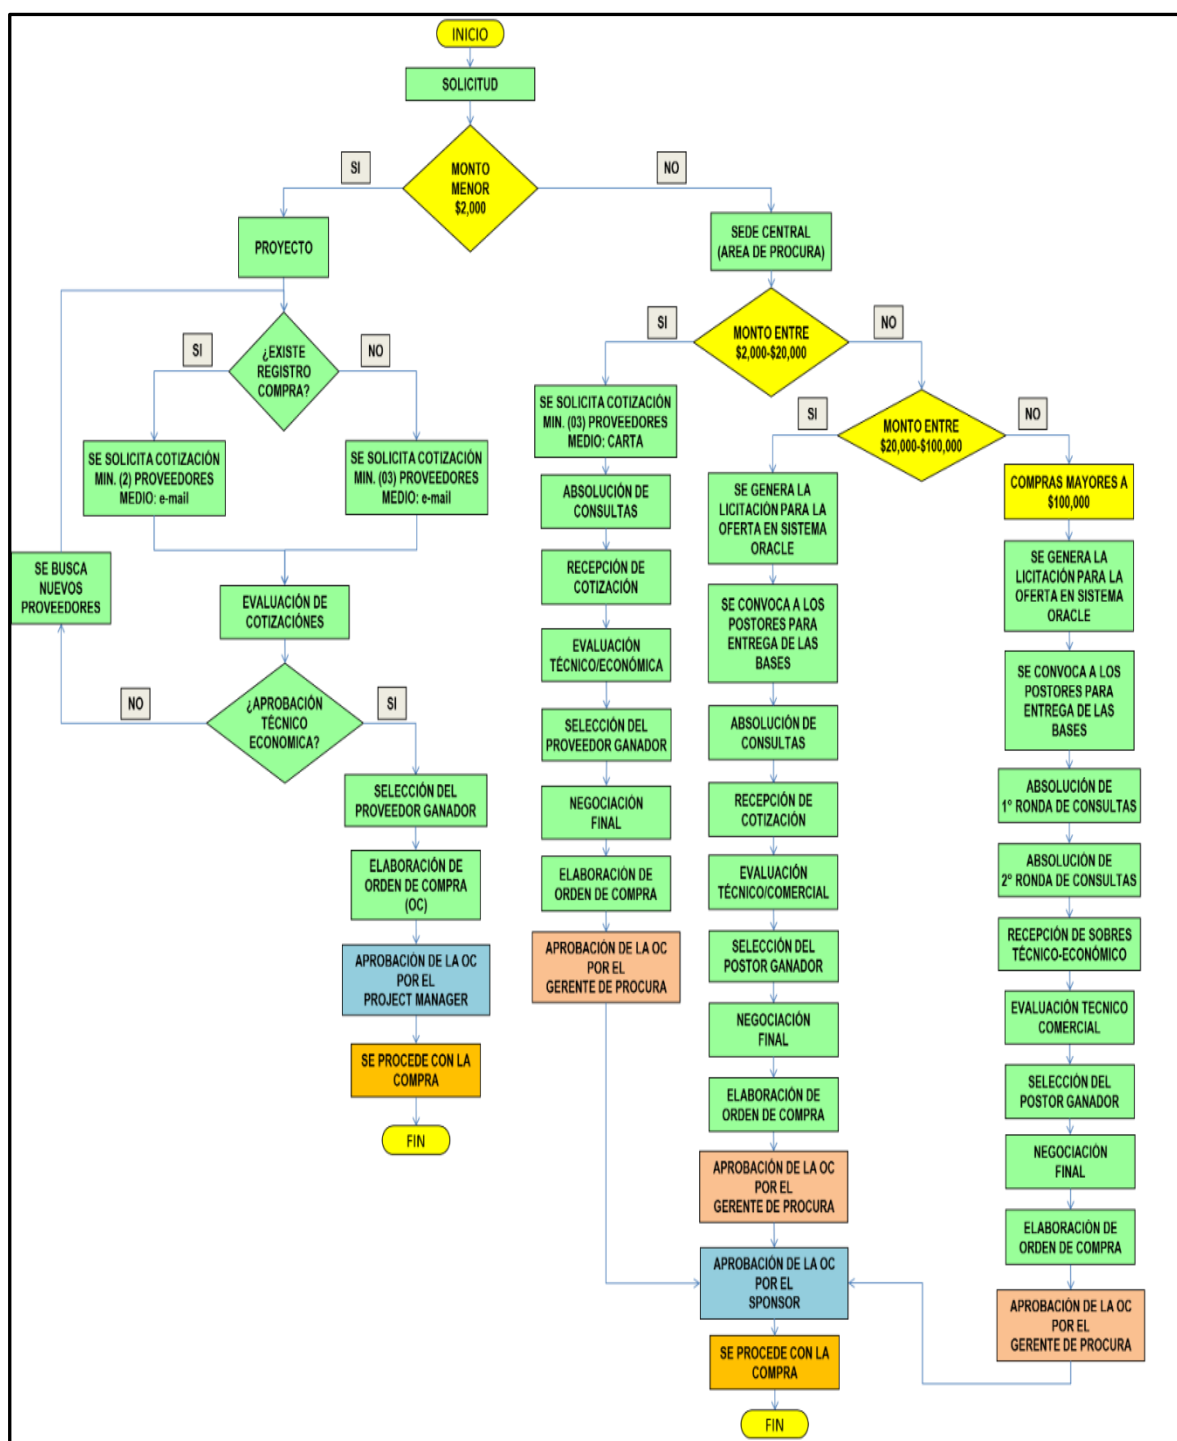 INICIO
SOLICITUD
MONTO
MENOR
$2,000
SI
NO
PROYECTO
¿EXISTE
REGISTRO
COMPRA?
SI
NO
SE SOLICITA COTIZACIÓN
MIN. (2) PROVEEDORES
MEDIO: e-mail
SE SOLICITA COTIZACIÓN
MIN. (03) PROVEEDORES
MEDIO: e-mail
SE BUSCA
NUEVOS
PROVEEDORES
EVALUACIÓN DE
COTIZACIÓNES
¿APROBACIÓN
TÉCNICO
ECONOMICA?
NO
SI
SELECCIÓN DEL
PROVEEDOR GANADOR
ELABORACIÓN DE
ORDEN DE COMPRA
(OC)
APROBACIÓN DE LA OC
POR EL
PROJECT MANAGER
SE PROCEDE CON LA
COMPRA
FIN
SEDE CENTRAL
(AREA DE PROCURA)
MONTO ENTRE
$2,000-$20,000
SI
NO
SE SOLICITA COTIZACIÓN
MIN. (03) PROVEEDORES
MEDIO: CARTA
ABSOLUCIÓN DE
CONSULTAS
RECEPCIÓN DE
COTIZACIÓN
EVALUACIÓN
TÉCNICO/ECONÓMICA
SELECCIÓN DEL
PROVEEDOR GANADOR
NEGOCIACIÓN
FINAL
ELABORACIÓN DE
ORDEN DE COMPRA
APROBACIÓN DE LA OC
POR EL
GERENTE DE PROCURA
MONTO ENTRE
$20,000-$100,000
SI
NO
SE GENERA LA
LICITACIÓN PARA LA
OFERTA EN SISTEMA
ORACLE
SE CONVOCA A LOS
POSTORES PARA
ENTREGA DE LAS
BASES
ABSOLUCIÓN DE
CONSULTAS
RECEPCIÓN DE
COTIZACIÓN
EVALUACIÓN
TÉCNICO/COMERCIAL
SELECCIÓN DEL
POSTOR GANADOR
NEGOCIACIÓN
FINAL
ELABORACIÓN DE
ORDEN DE COMPRA
APROBACIÓN DE LA OC
POR EL
GERENTE DE PROCURA
APROBACIÓN DE LA OC
POR EL
SPONSOR
SE PROCEDE CON LA
COMPRA
FIN
COMPRAS MAYORES A
$100,000
SE GENERA LA
LICITACIÓN PARA LA
OFERTA EN SISTEMA
ORACLE
SE CONVOCA A LOS
POSTORES PARA
ENTREGA DE LAS
BASES
ABSOLUCIÓN DE
1º RONDA DE CONSULTAS
ABSOLUCIÓN DE
2º RONDA DE CONSULTAS
RECEPCIÓN DE SOBRES
TÉCNICO-ECONÓMICO
EVALUACIÓN TECNICO
COMERCIAL
SELECCIÓN DEL
POSTOR GANADOR
NEGOCIACIÓN
FINAL
ELABORACIÓN DE
ORDEN DE COMPRA
APROBACIÓN DE LA OC
POR EL
GERENTE DE PROCURA